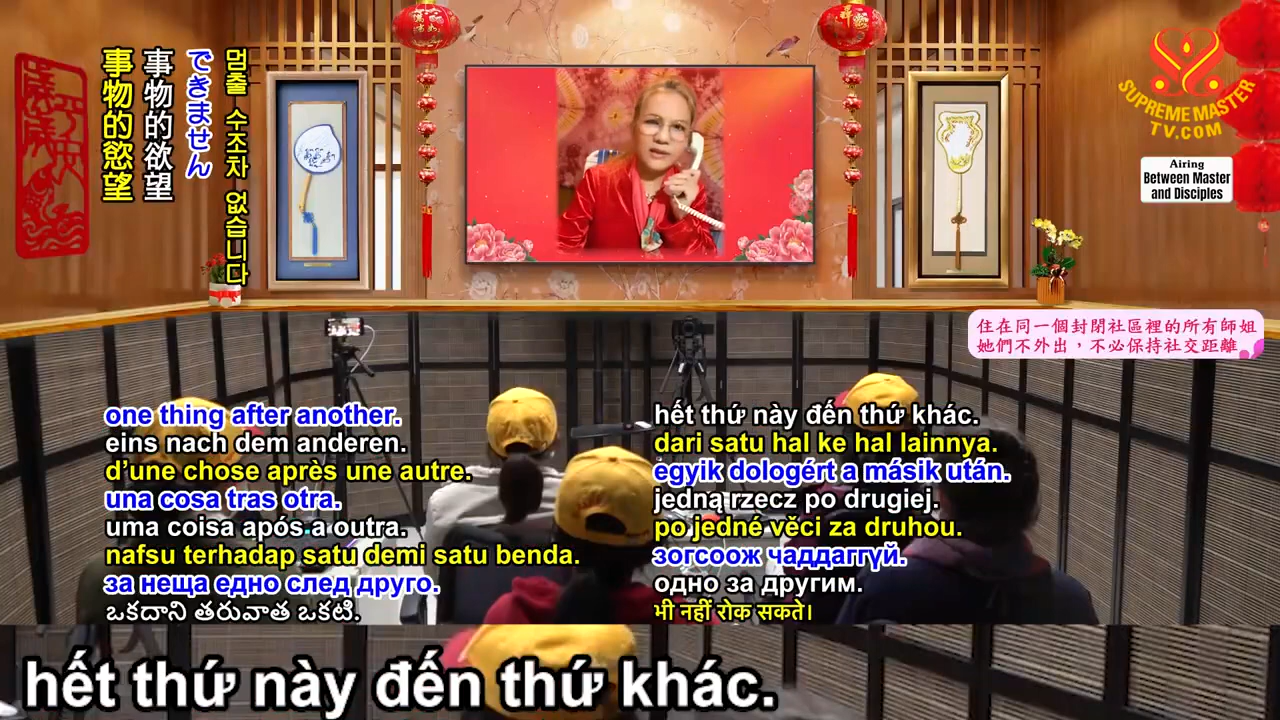 事物的慾望
事物的欲望
できません
멈출 수조차 없습니다
SUPREME MASTER
TV.COM
Airing
Between Master
and Disciples
住在同一個封閉社區裡的所有師姐
她們不外出，不必保持社交距離
one thing after another.
eins nach dem anderen.
d’une chose après une autre.
una cosa tras otra.
uma coisa após a outra.
nafsu terhadap satu demi satu benda.
за неща едно след друго.
ఒకదాని తరువాత ఒకటి.
hết thứ này đến thứ khác.
dari satu hal ke hal lainnya.
egyik dologért a másik után.
jedną rzecz po drugiej.
po jedné věci za druhou.
зогсоож чаддаггүй.
одно за другим.
भी नहीं रोक सकते।
hết thứ này đến thứ khác.